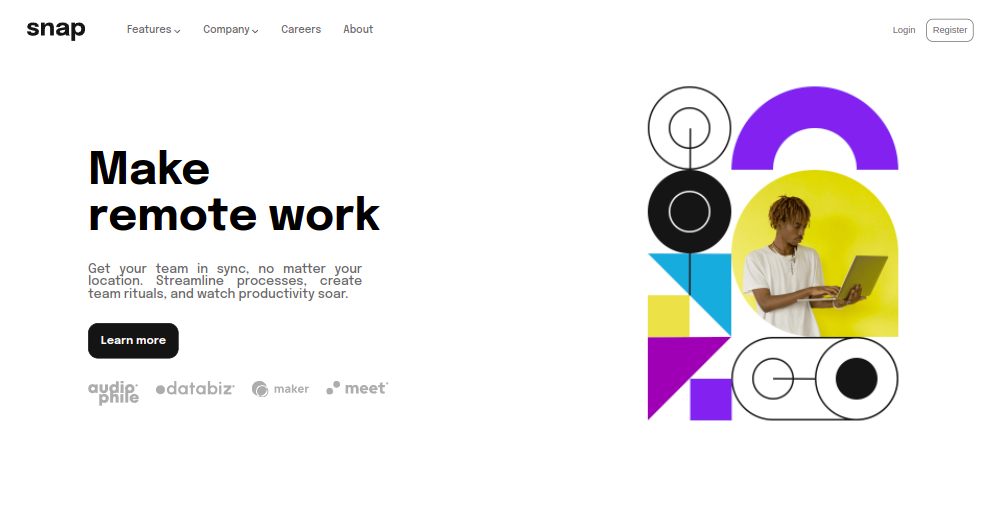 snap
Features
Company
Careers
About
Login
Register
Make
remote work
Get your team in sync, no matter your
location. Streamline processes, create
team rituals, and watch productivity soar.
Learn more
audio
phile
databiz
maker
meet